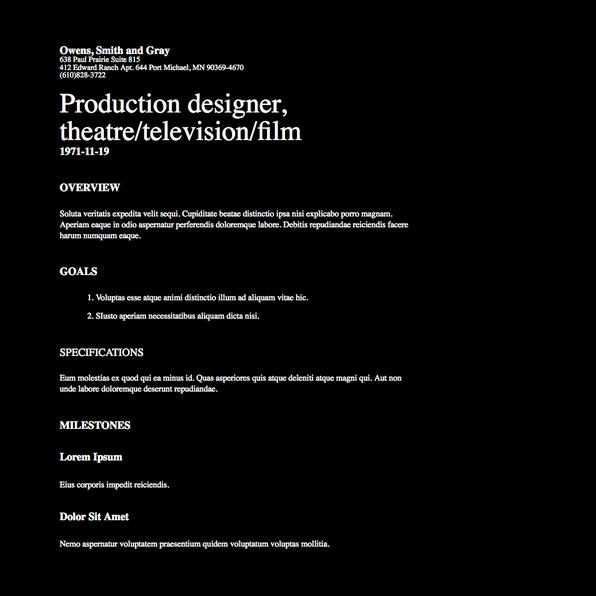 Owens, Smith and Gray
638 Paul Prairie Suite 815
412 Edward Ranch Apt. 644 Port Michael, MN 90369-4670
(610)828-3722
Production designer,
theatre/television/film
1971-11-19
OVERVIEW
Soluta veritatis expedita velit sequi. Cupiditate beatae distinctio ipsa nisi explicabo porro magnam.
Aperiam eaque in odio aspernatur perferendis doloremque labore. Debitis repudiandae reiciendis facere
harum numquam eaque.
GOALS
1. Voluptas esse atque animi distinctio illum ad aliquam vitae hic.
2. SIusto aperiam necessitatibus aliquam dicta nisi.
SPECIFICATIONS
Eum molestias ex quod qui ea minus id. Quas asperiores quis atque deleniti atque magni qui. Aut non
unde labore doloremque deserunt repudiandae.
MILESTONES
Lorem Ipsum
Eius corporis impedit reiciendis.
Dolor Sit Amet
Nemo aspernatur voluptatem praesentium quidem voluptatum voluptas mollitia.